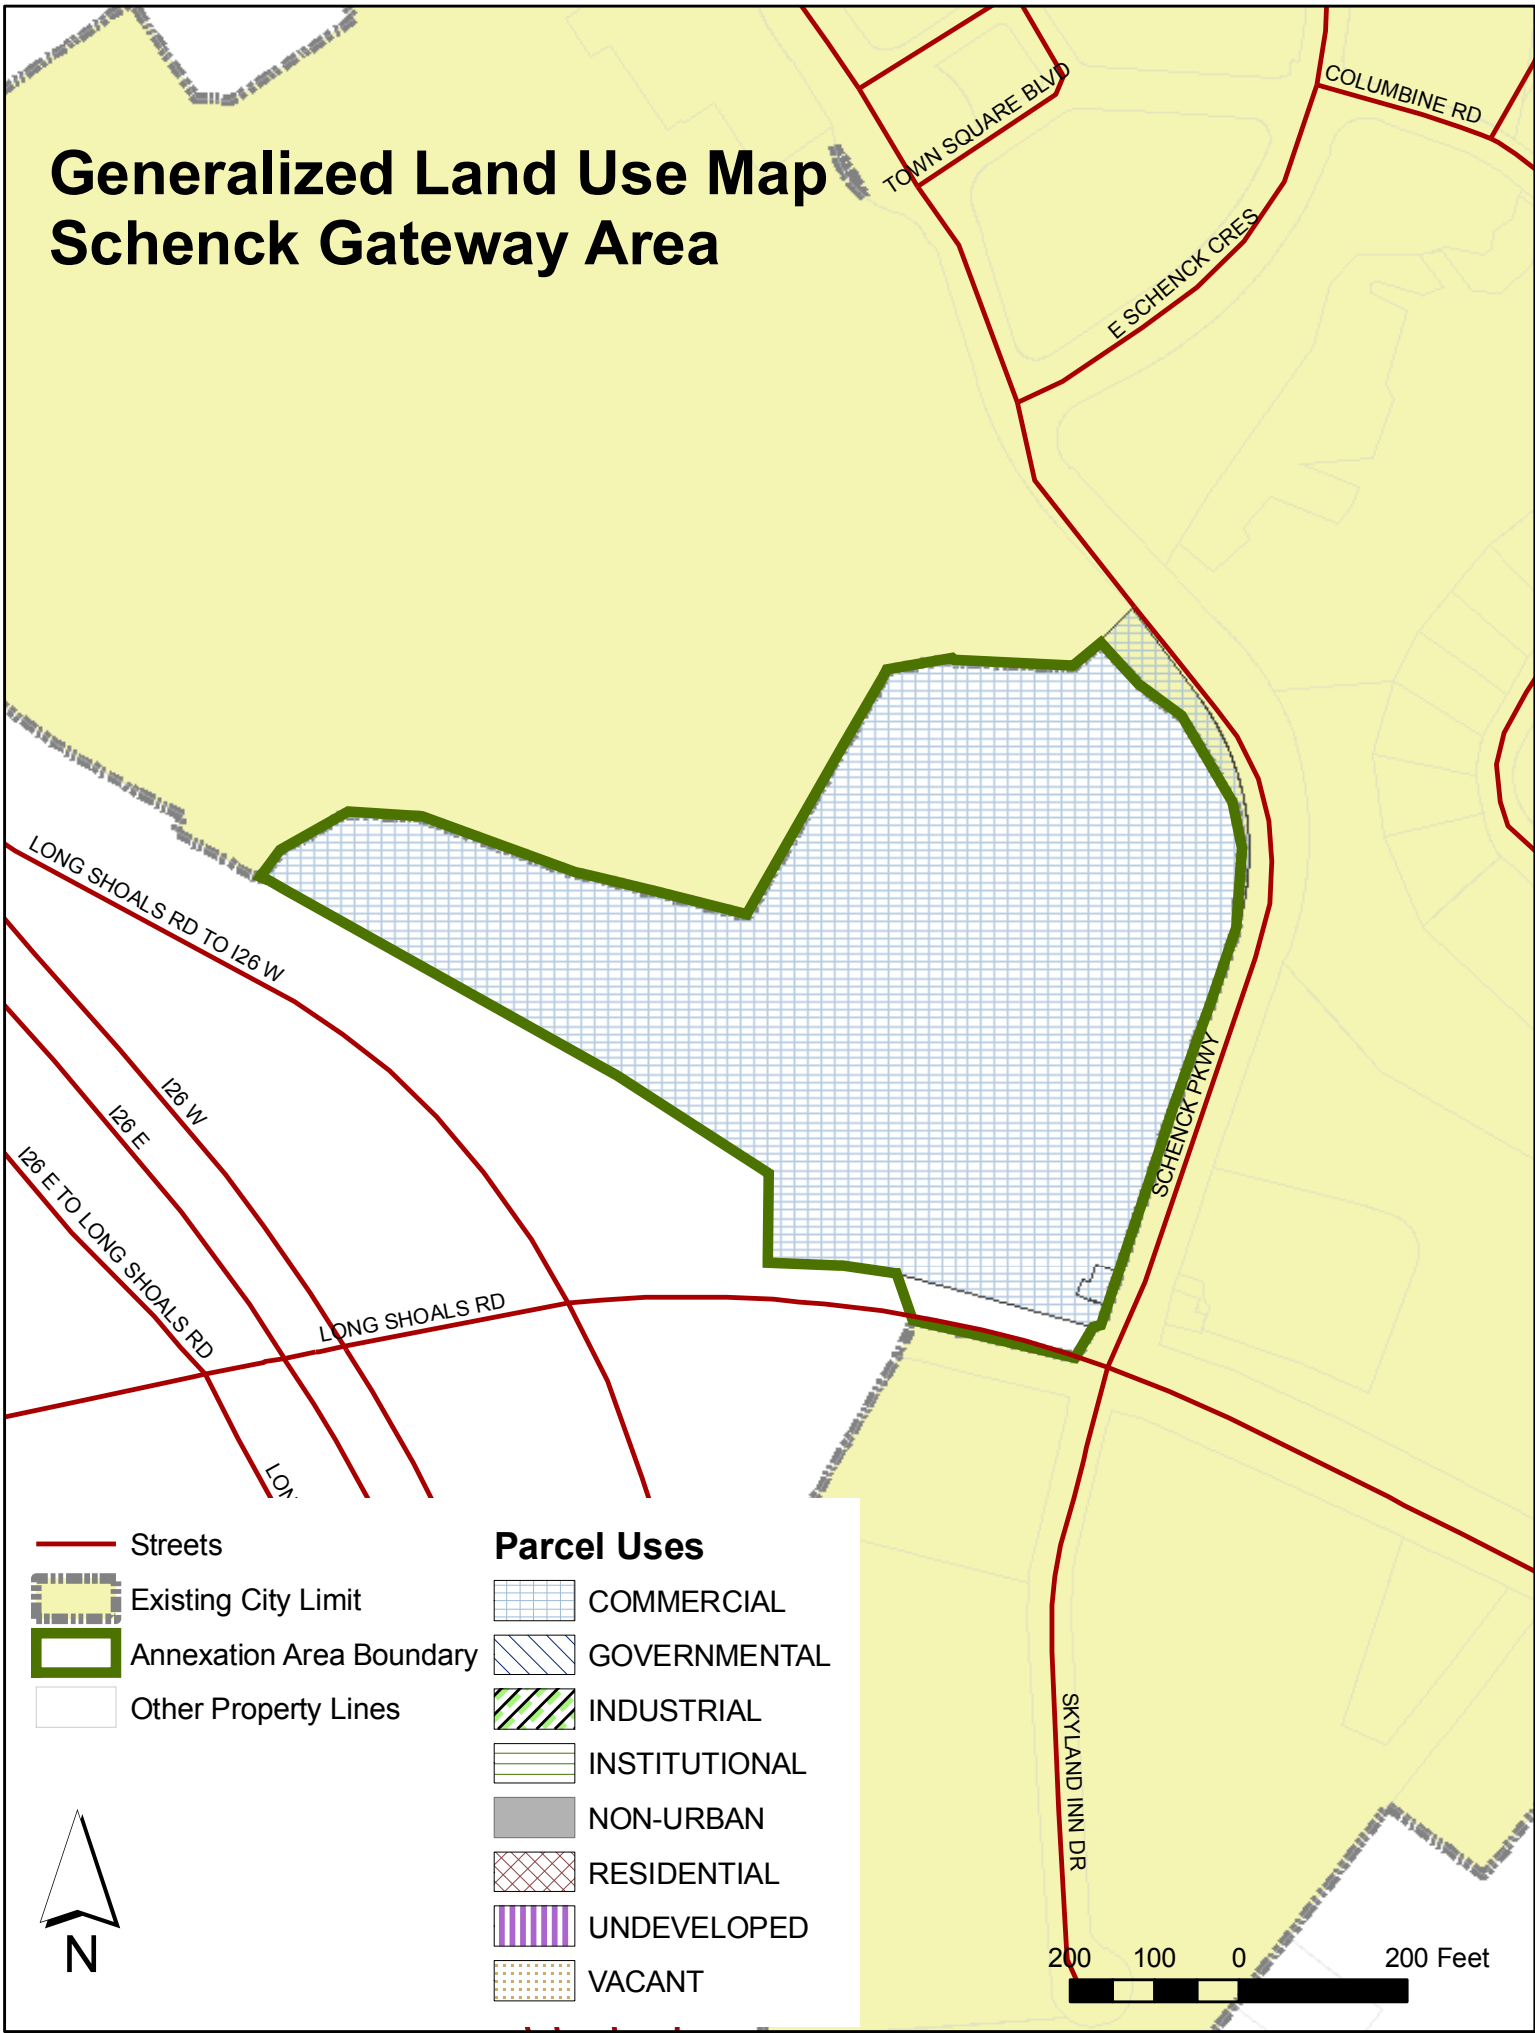 Generalized Land Use Map
Schenck Gateway Area
TOWN SQUARE BLVD
COLUMBINE RD
E SCHENCK CRES
LONG SHOALS RD TO I26 W
I26 W
I26 E
I26 E TO LONG SHOALS RD
LONG SHOALS RD
SCHENCK PKWY
LON
SKYLAND INN DR
Streets
Existing City Limit
Annexation Area Boundary
Other Property Lines
Parcel Uses
COMMERCIAL
GOVERNMENTAL
INDUSTRIAL
INSTITUTIONAL
NON-URBAN
RESIDENTIAL
UNDEVELOPED
VACANT
N
200 100 0 200 Feet